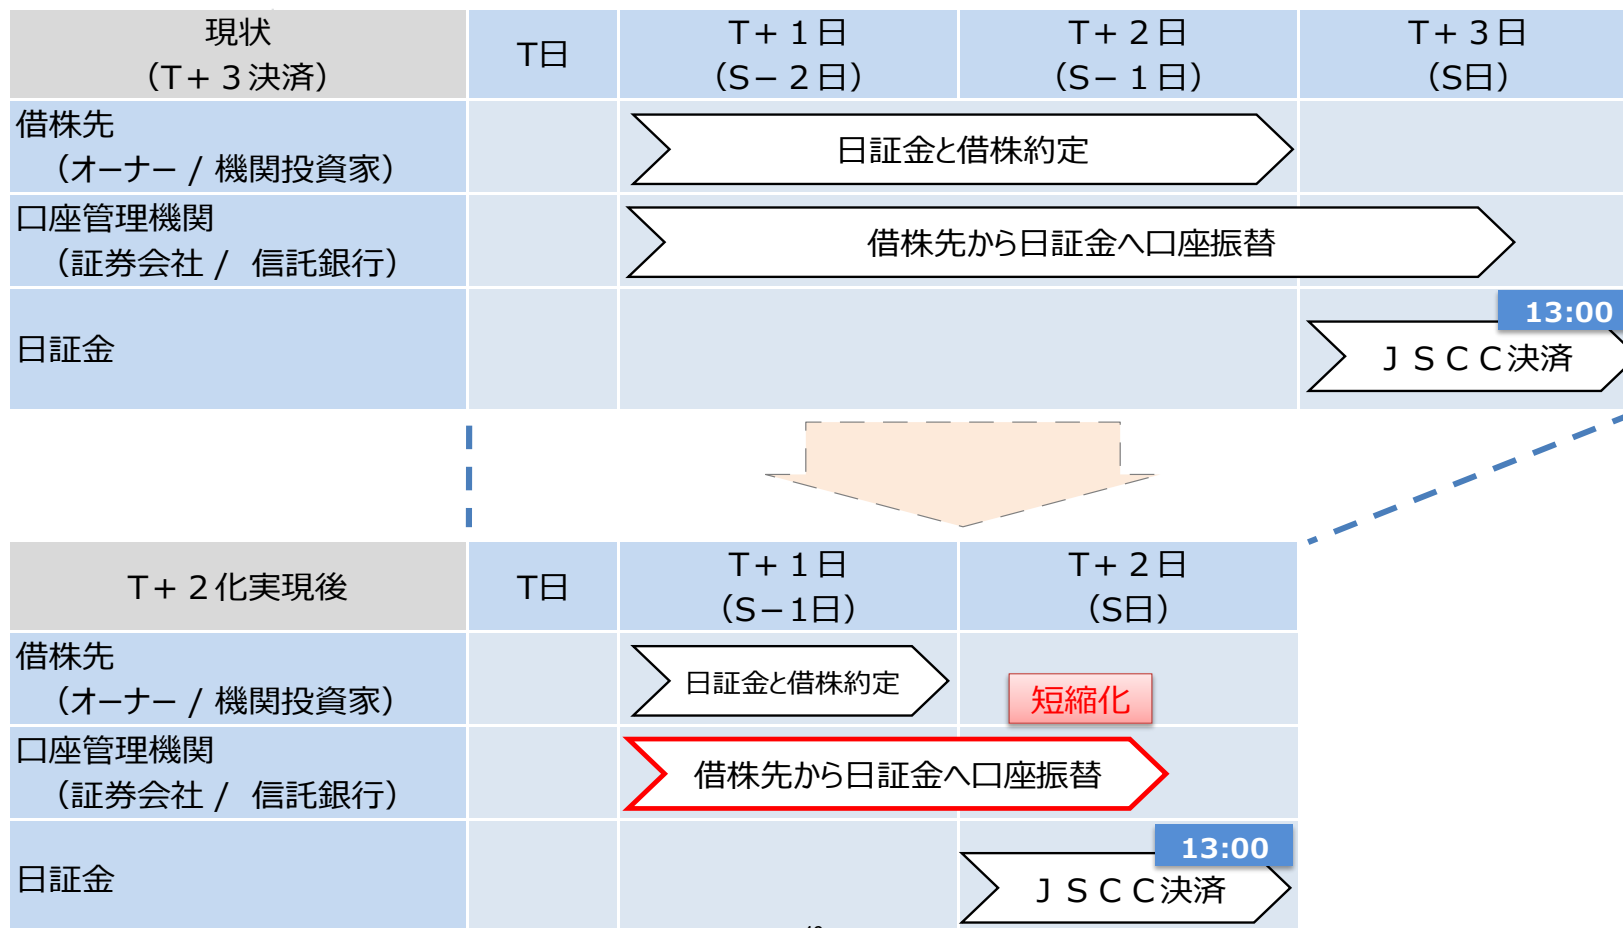 現状
（T＋３決済）
T日
T＋１日
（S－２日）
T＋２日
（S－１日）
T＋３日
（S日）
借株先
（オーナー / 機関投資家）
日証金と借株約定
口座管理機関
（証券会社 / 信託銀行）
借株先から日証金へ口座振替
日証金
13:00
ＪＳＣＣ決済
T＋２化実現後
T日
T＋１日
（S－1日）
T＋２日
（S日）
借株先
（オーナー / 機関投資家）
日証金と借株約定
短縮化
口座管理機関
（証券会社 / 信託銀行）
借株先から日証金へ口座振替
日証金
13:00
ＪＳＣＣ決済